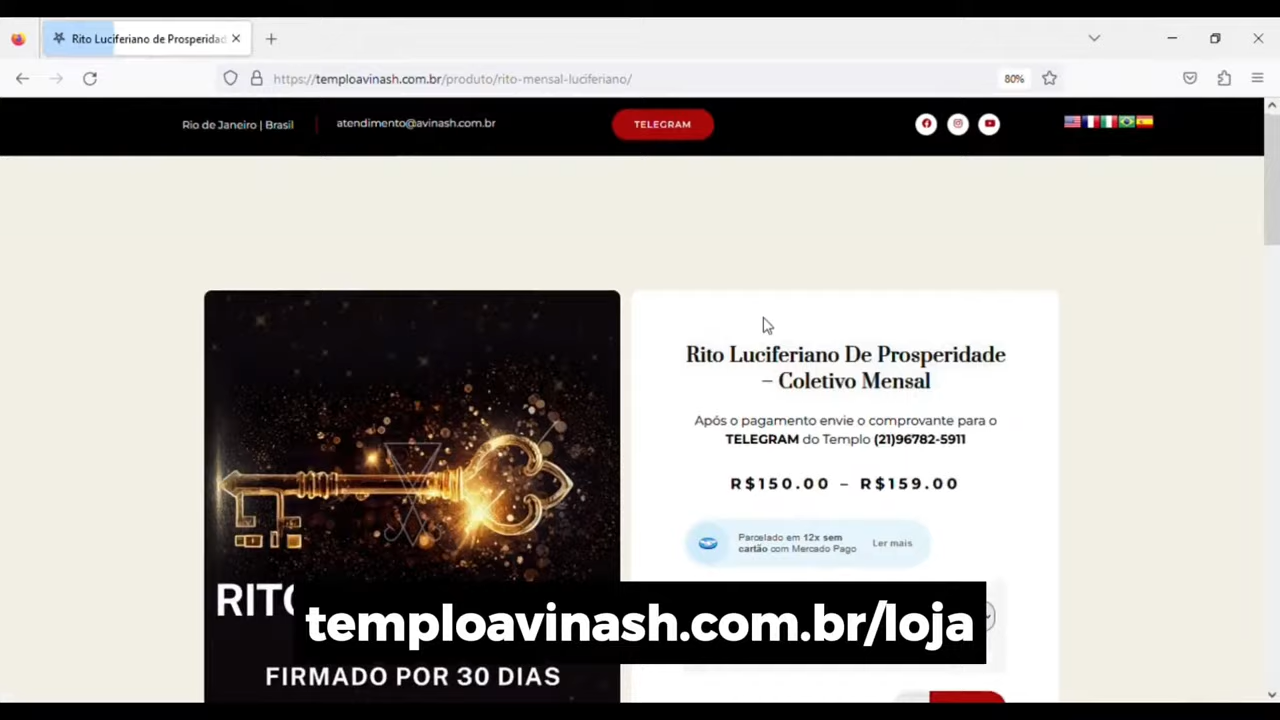 Rito Luciferiano de Prosperidad
https://temploavinash.com.br/produto/rito-mensal-luciferiano/
80%
Rio de Janeiro | Brasil
atendimento@avinash.com.br
TELEGRAM
Rito Luciferiano De Prosperidade
– Coletivo Mensal
Após o pagamento envie o comprovante para o
TELEGRAM do Templo (21)96782-5911
R$150.00 – R$159.00
Parcelado em 12x sem
cartão com Mercado Pago
Ler mais
RITO
temploavinash.com.br/loja
FIRMADO POR 30 DIAS